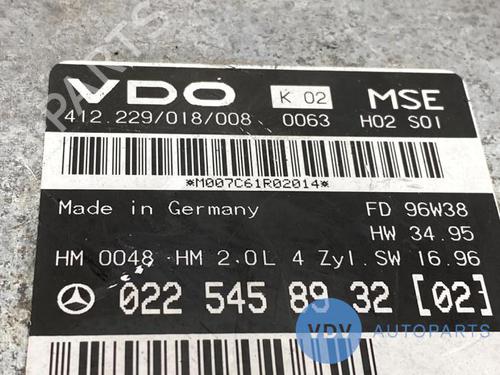 VDO K 02 MSE
412.229/018/008 0063 H02 S01
*M007C61R02014*
Made in Germany FD 96W38
HW 34.95
HM 0048 HM 2.0L 4 Zyl. SW 16.96
022 545 89 32 [02]
VDV AUTOPARTS
PARTS